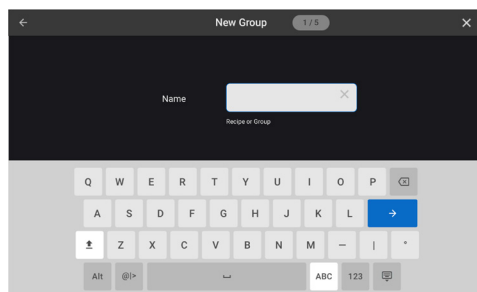 ← New Group 1 / 5 ✕
Name
Recipe or Group
Q W E R T Y U I O P
A S D F G H J K L →
Z X C V B N M – | "
Alt @|> ABC 123